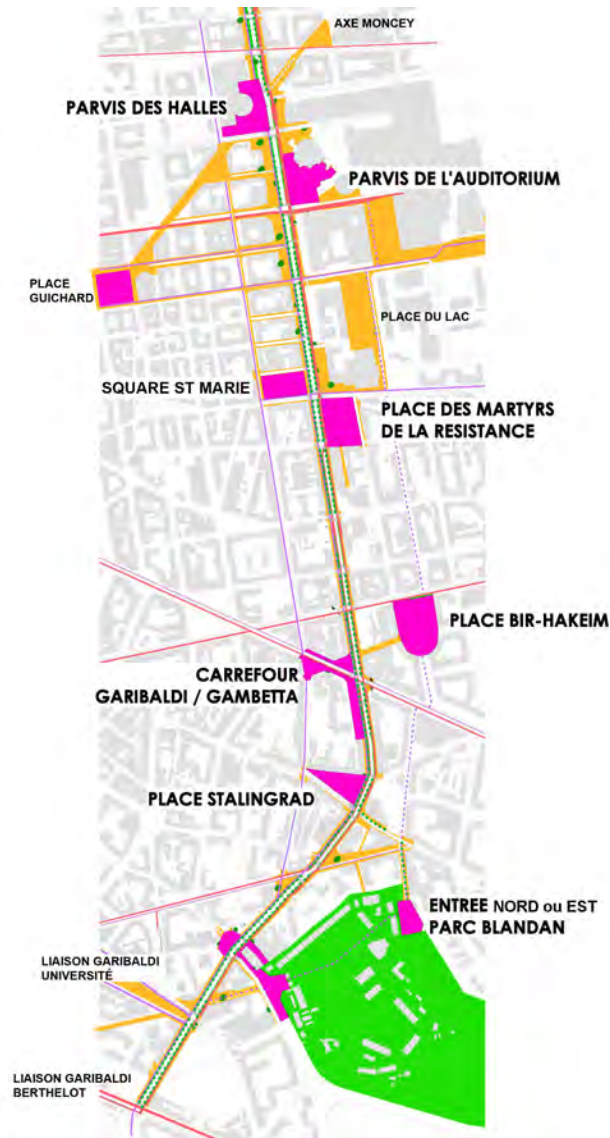 AXE MONCEY
PARVIS DES HALLES
PARVIS DE L'AUDITORIUM
PLACE
GUICHARD
PLACE DU LAC
SQUARE ST MARIE
PLACE DES MARTYRS
DE LA RESISTANCE
PLACE BIR-HAKEIM
CARREFOUR
GARIBALDI / GAMBETTA
PLACE STALINGRAD
ENTREE NORD ou EST
PARC BLANDAN
LIAISON GARIBALDI
UNIVERSITÉ
LIAISON GARIBALDI
BERTHELOT